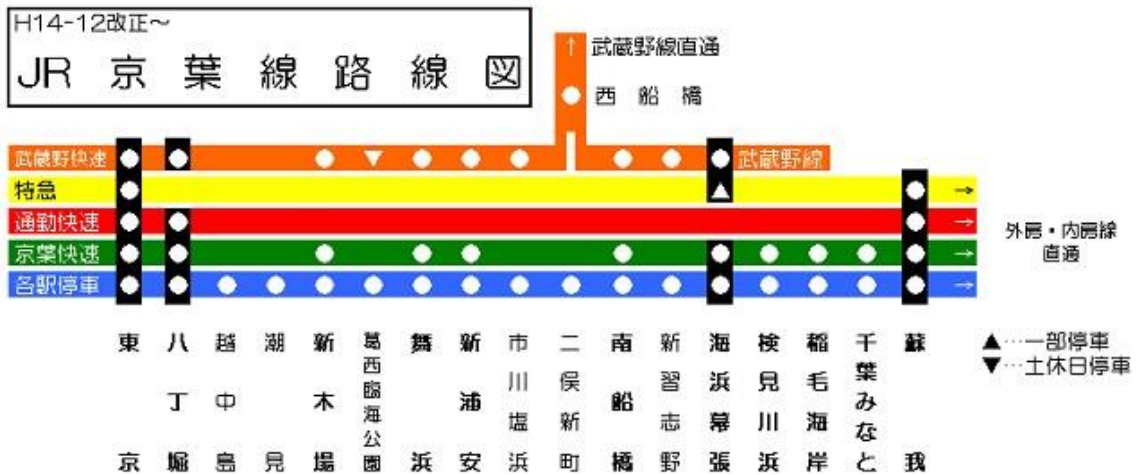 H14-12改正～
JR京葉線路線図
↑ 武蔵野線直通
西船橋
武蔵野快速
武蔵野線
特急
→
通勤快速
→
京葉快速
→
各駅停車
→
外房・内房線
直通
東京
八丁堀
越中島
潮見
新木場
葛西臨海公園
舞浜
新浦安
市川塩浜
二俣新町
南船橋
新習志野
海浜幕張
検見川浜
稲毛海岸
千葉みなと
蘇我
▲…一部停車
▼…土休日停車